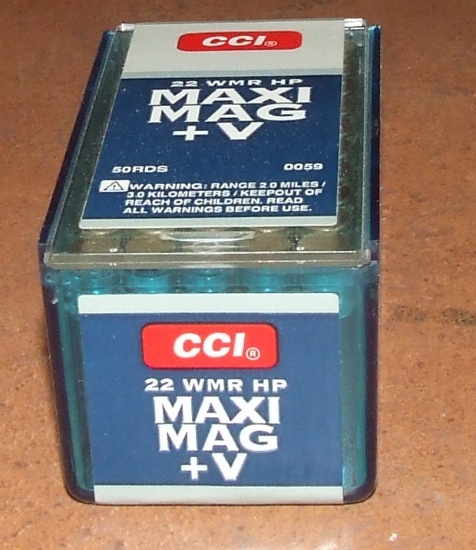 CCI®
22 WMR HP
MAXI
MAG
+V
50RDS 0059
WARNING: RANGE 2.0 MILES /
3.0 KILOMETERS / KEEPOUT OF
REACH OF CHILDREN. READ
ALL WARNINGS BEFORE USE.
CCI®
22 WMR HP
MAXI
MAG
+V